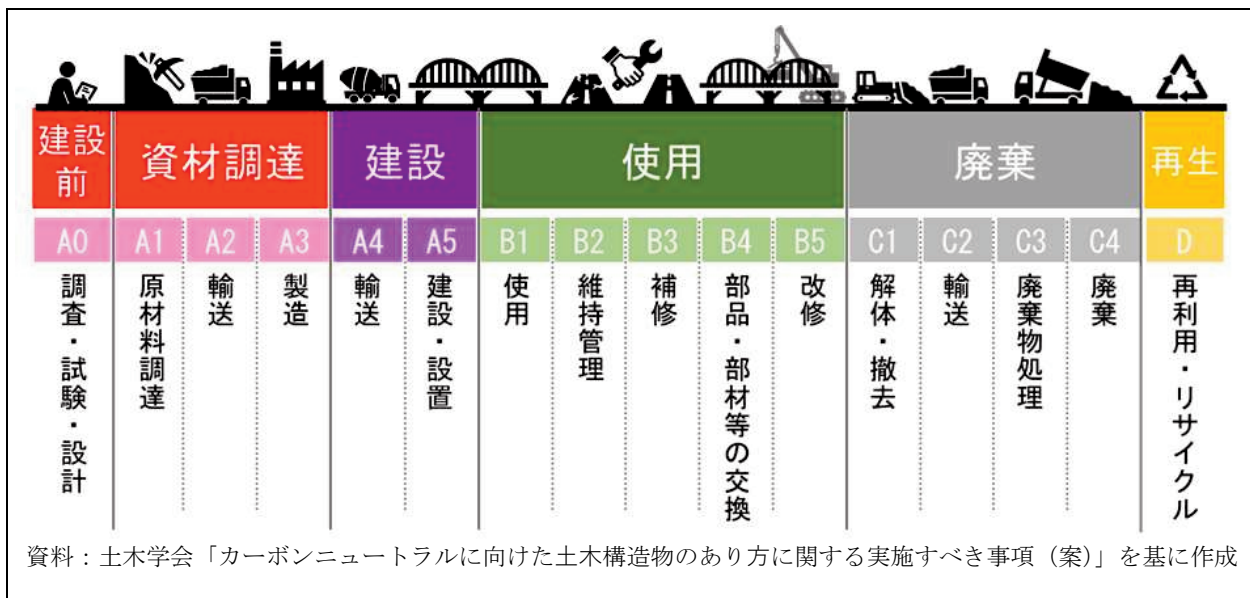 建設前
資材調達
建設
使用
廃棄
再生
A0
A1
A2
A3
A4
A5
B1
B2
B3
B4
B5
C1
C2
C3
C4
D
調査・試験・設計
原材料調達
輸送
製造
輸送
建設・設置
使用
維持管理
補修
部品・部材等の交換
改修
解体・撤去
輸送
廃棄物処理
廃棄
再利用・リサイクル
資料：土木学会「カーボンニュートラルに向けた土木構造物のあり方に関する実施すべき事項（案）」を基に作成